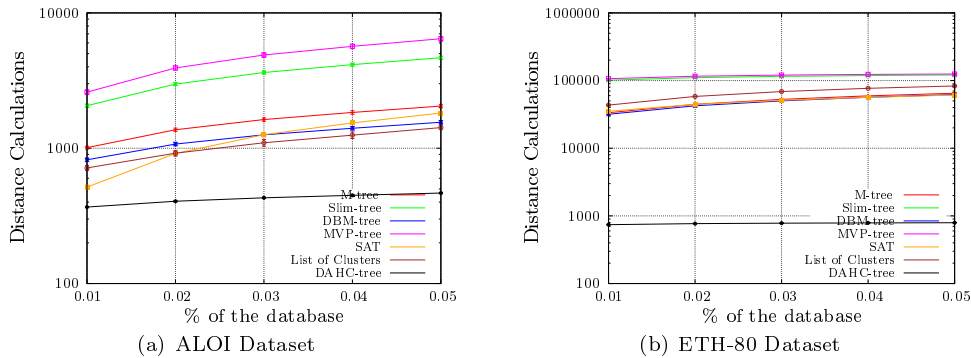 10000
1000
100
0.01
0.02
0.03
0.04
0.05
Distance Calculations
% of the database
M-tree
Slim-tree
DBM-tree
MVP-tree
SAT
List of Clusters
DAHC-tree
(a) ALOI Dataset
1000000
100000
10000
1000
100
0.01
0.02
0.03
0.04
0.05
Distance Calculations
% of the database
M-tree
Slim-tree
DBM-tree
MVP-tree
SAT
List of Clusters
DAHC-tree
(b) ETH-80 Dataset